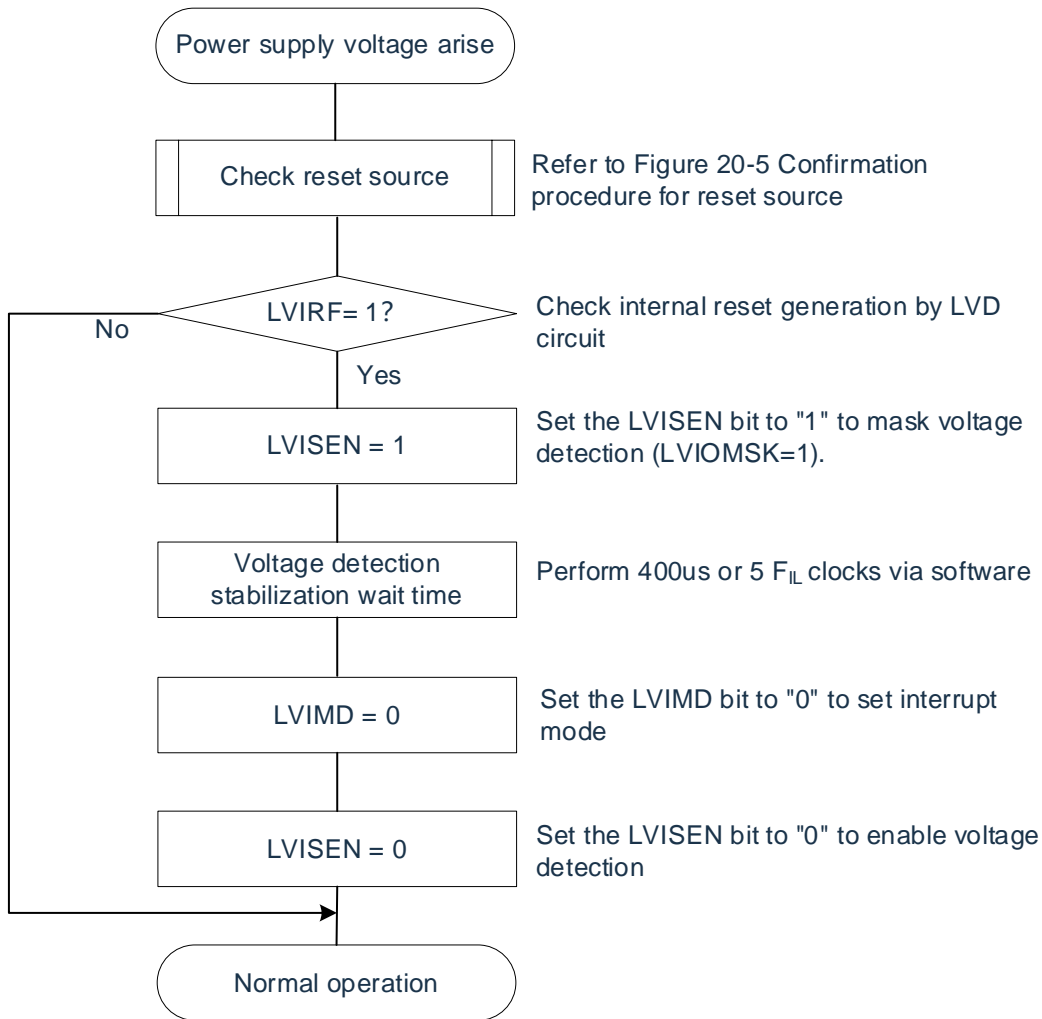 Power supply voltage arise
Check reset source
Refer to Figure 20-5 Confirmation
procedure for reset source
LVIRF= 1?
Check internal reset generation by LVD
circuit
No
Yes
LVISEN = 1
Set the LVISEN bit to "1" to mask voltage
detection (LVIOMSK=1).
Voltage detection
stabilization wait time
Perform 400us or 5 FIL clocks via software
LVIMD = 0
Set the LVIMD bit to "0" to set interrupt
mode
LVISEN = 0
Set the LVISEN bit to "0" to enable voltage
detection
Normal operation